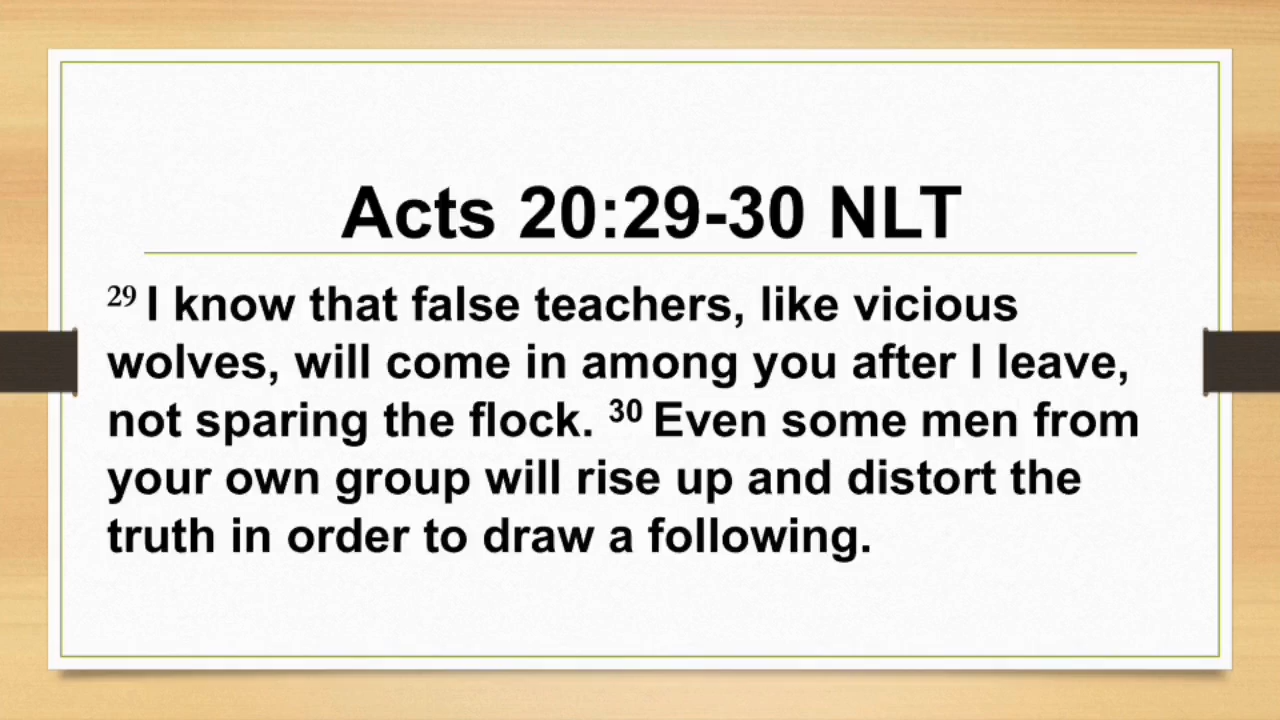 Acts 20:29-30 NLT
29 I know that false teachers, like vicious
wolves, will come in among you after I leave,
not sparing the flock. 30 Even some men from
your own group will rise up and distort the
truth in order to draw a following.